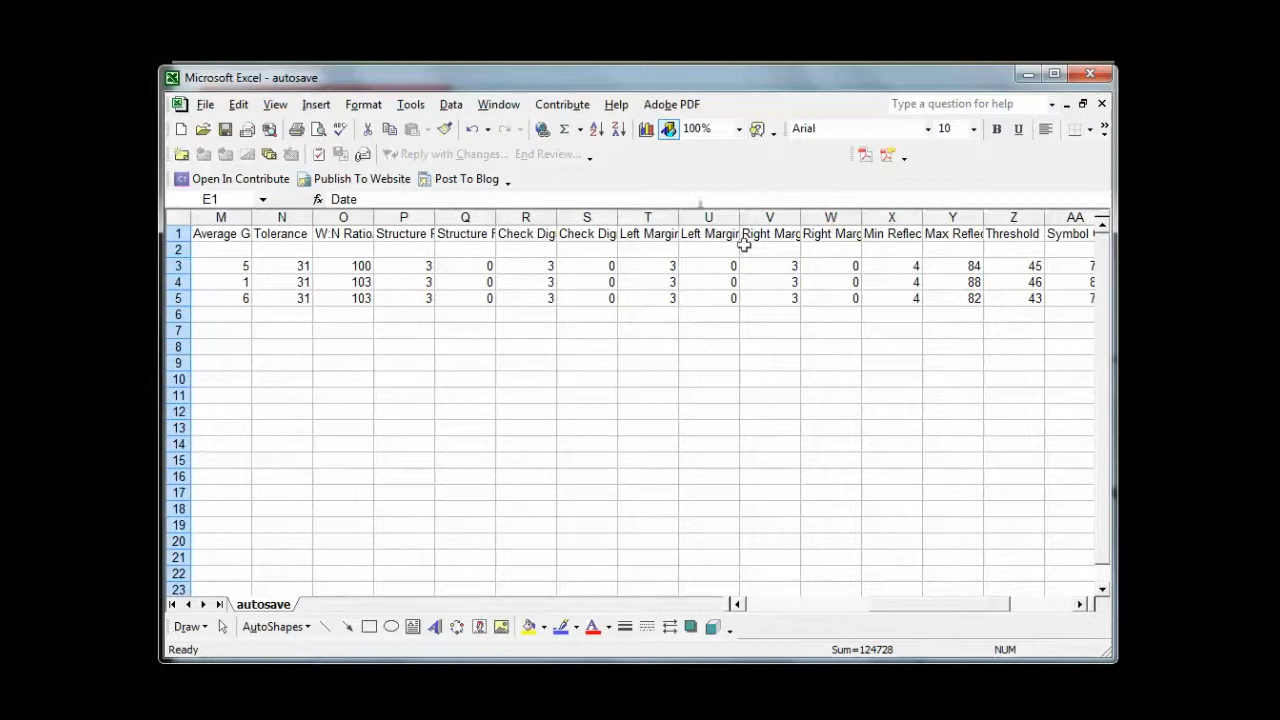 Microsoft Excel - autosave
File Edit View Insert Format Tools Data Window Contribute Help Adobe PDF Type a question for help
100% Arial 10 B U
Reply with Changes... End Review...
Open In Contribute Publish To Website Post To Blog
E1 fx Date
M N O P Q R S T U V W X Y Z AA
1 Average G Tolerance W:N Ratio Structure Structure Check Dig Check Dig Left Margin Left Margin Right Marg Right Marg Min Reflec Max Reflec Threshold Symbol
2
3 5 31 100 3 0 3 0 3 0 3 0 4 84 45 7
4 1 31 103 3 0 3 0 3 0 3 0 4 88 46 8
5 6 31 103 3 0 3 0 3 0 3 0 4 82 43 7
6
7
8
9
10
11
12
13
14
15
16
17
18
19
20
21
22
23
autosave
Draw AutoShapes
Ready Sum=124728 NUM